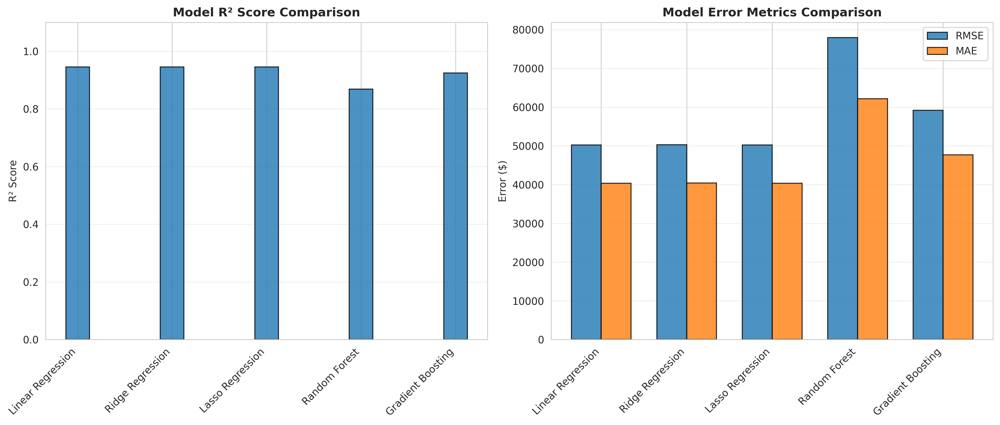 Model R² Score Comparison
R² Score
1.0
0.8
0.6
0.4
0.2
0.0
Linear Regression
Ridge Regression
Lasso Regression
Random Forest
Gradient Boosting
Model Error Metrics Comparison
Error ($)
80000
70000
60000
50000
40000
30000
20000
10000
0
RMSE
MAE
Linear Regression
Ridge Regression
Lasso Regression
Random Forest
Gradient Boosting